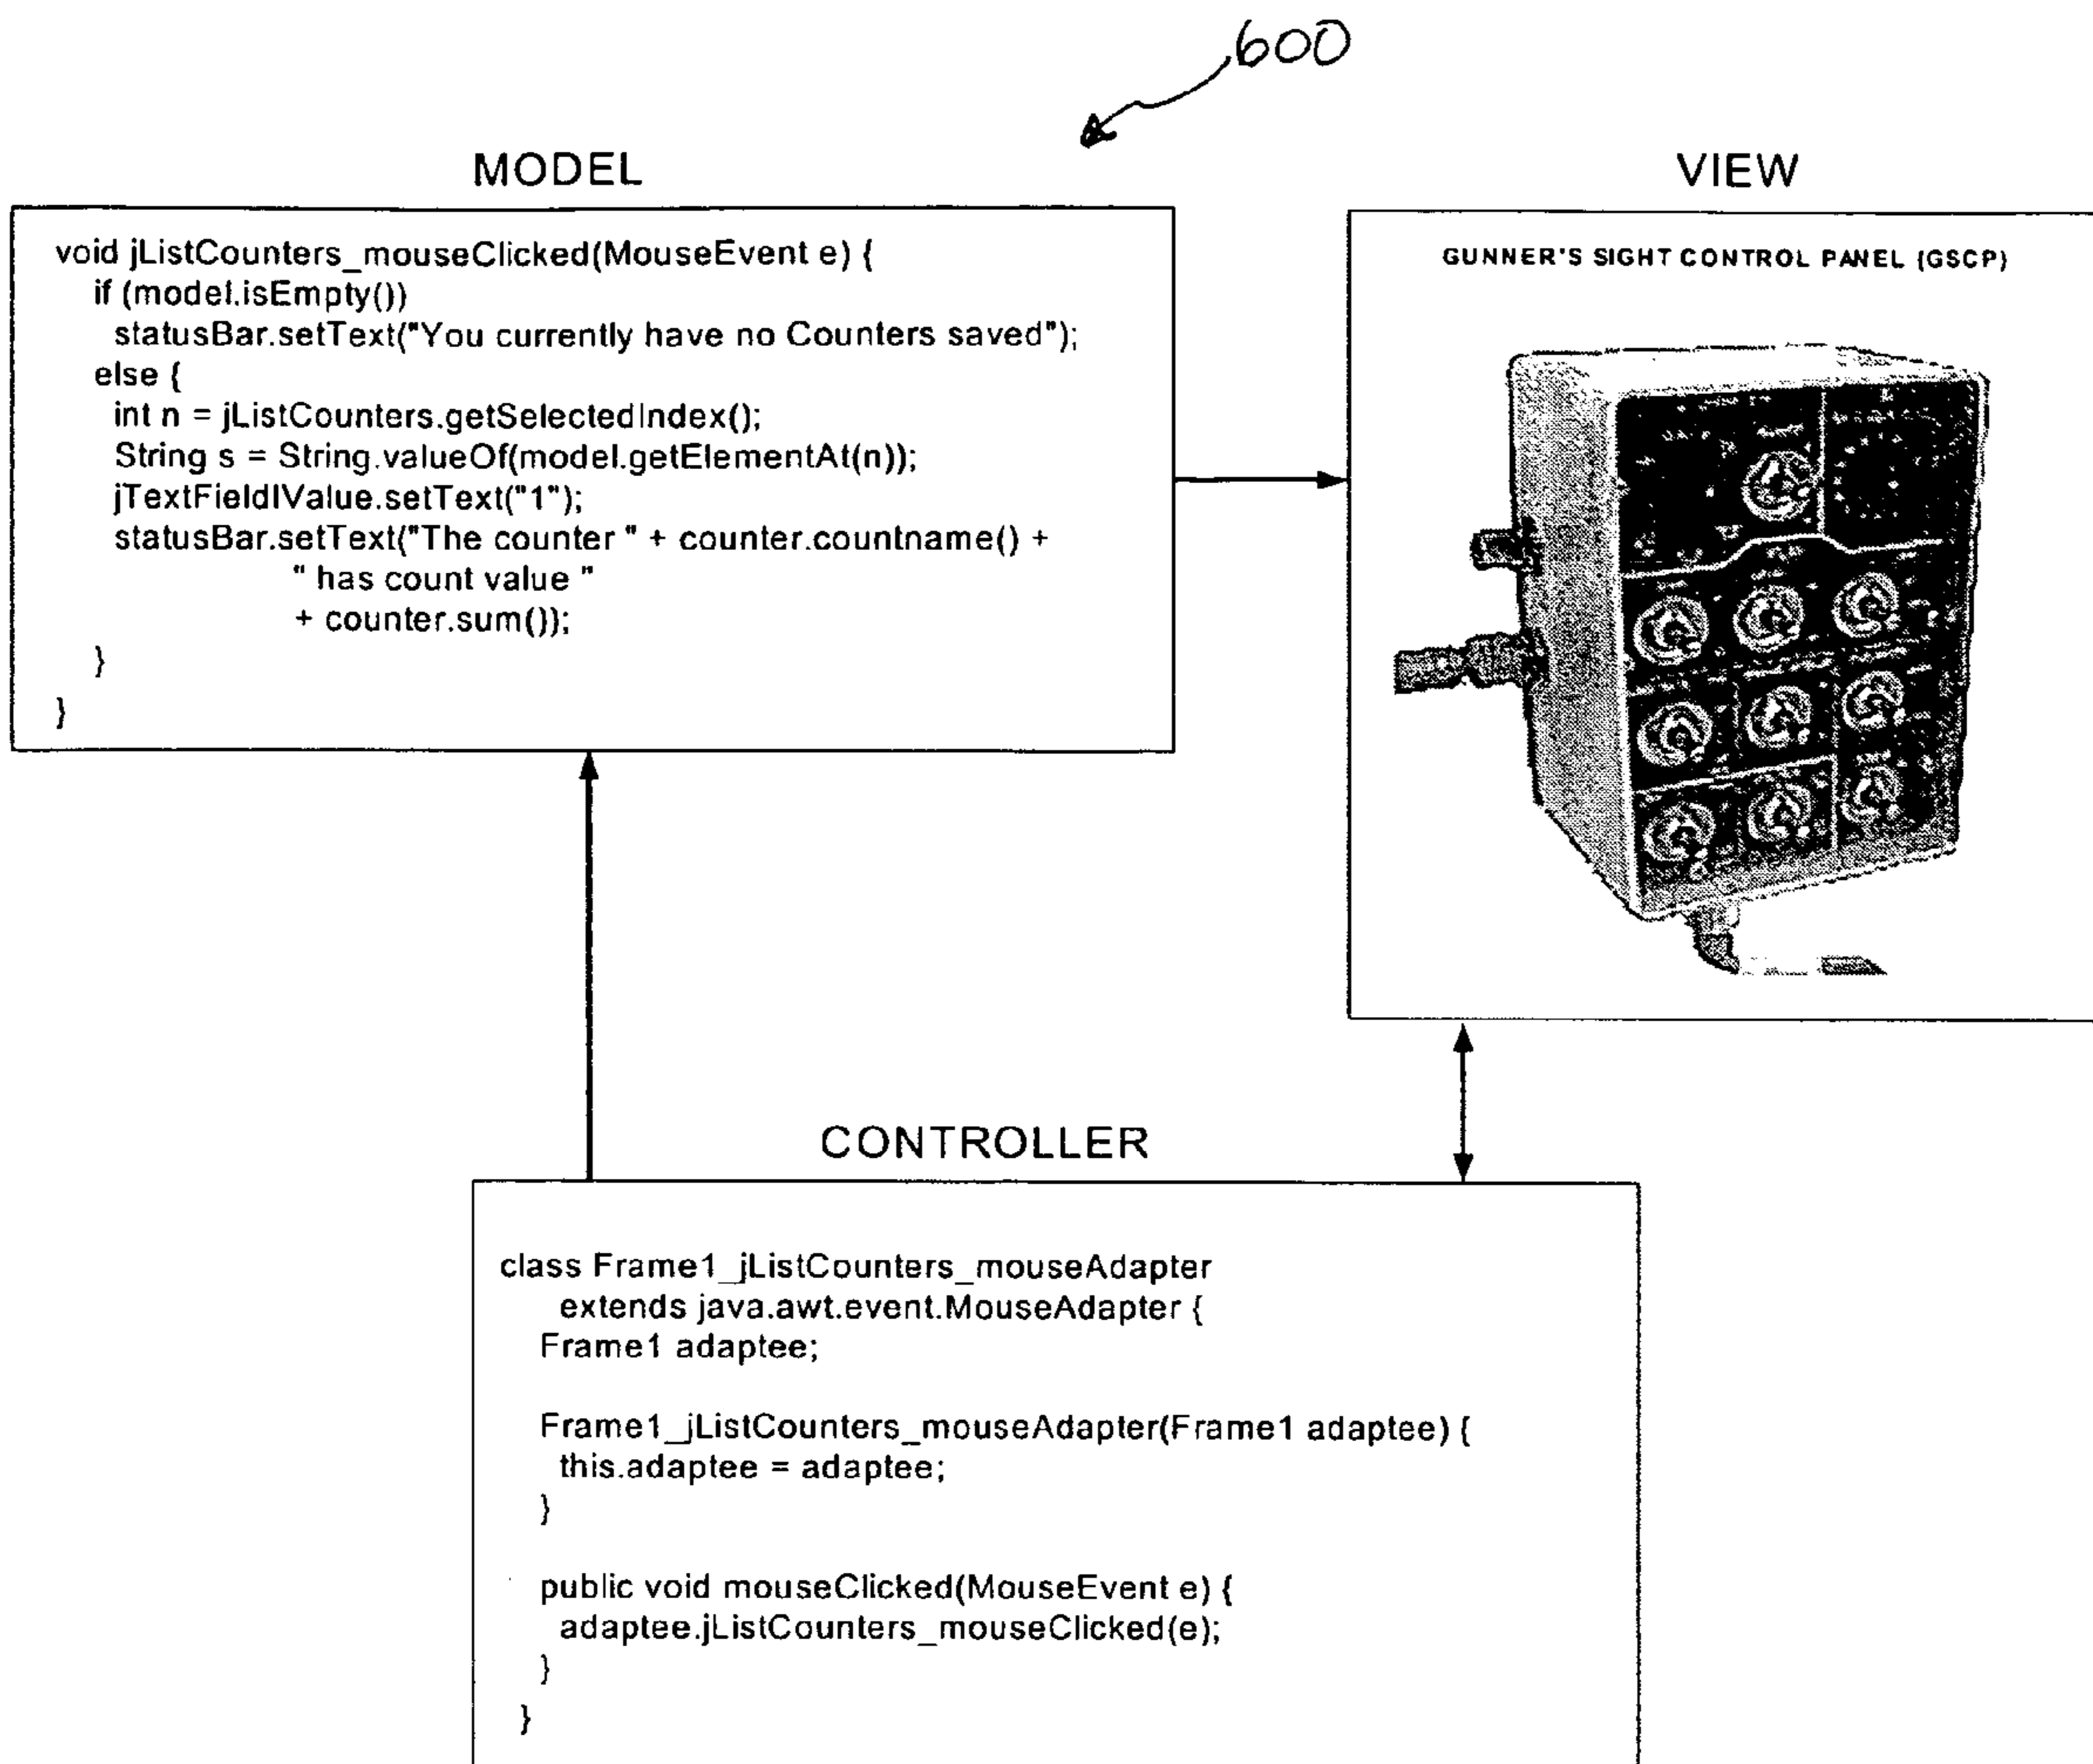 600
MODEL
void jListCounters_mouseClicked(MouseEvent e) {
if (model.isEmpty())
statusBar.setText("You currently have no Counters saved");
else {
int n = jListCounters.getSelectedIndex();
String s = String.valueOf(model.getElementAt(n));
jTextFieldIValue.setText("1");
statusBar.setText("The counter " + counter.countname() +
" has count value "
+ counter.sum());
}
}
VIEW
GUNNER'S SIGHT CONTROL PANEL (GSCP)
CONTROLLER
class Frame1_jListCounters_mouseAdapter
extends java.awt.event.MouseAdapter {
Frame1 adaptee;
Frame1_jListCounters_mouseAdapter(Frame1 adaptee) {
this.adaptee = adaptee;
}
public void mouseClicked(MouseEvent e) {
adaptee.jListCounters_mouseClicked(e);
}
}